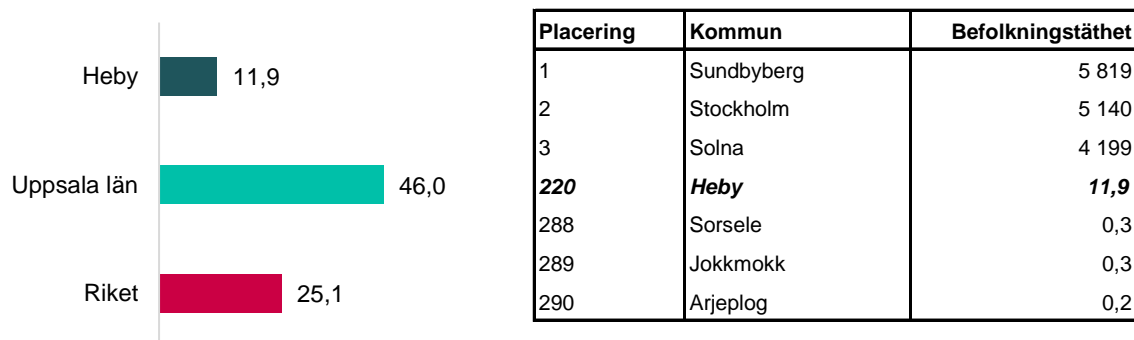 Heby 11,9
Uppsala län 46,0
Riket 25,1
Placering Kommun Befolkningstäthet
1 Sundbyberg 5 819
2 Stockholm 5 140
3 Solna 4 199
220 Heby 11,9
288 Sorsele 0,3
289 Jokkmokk 0,3
290 Arjeplog 0,2